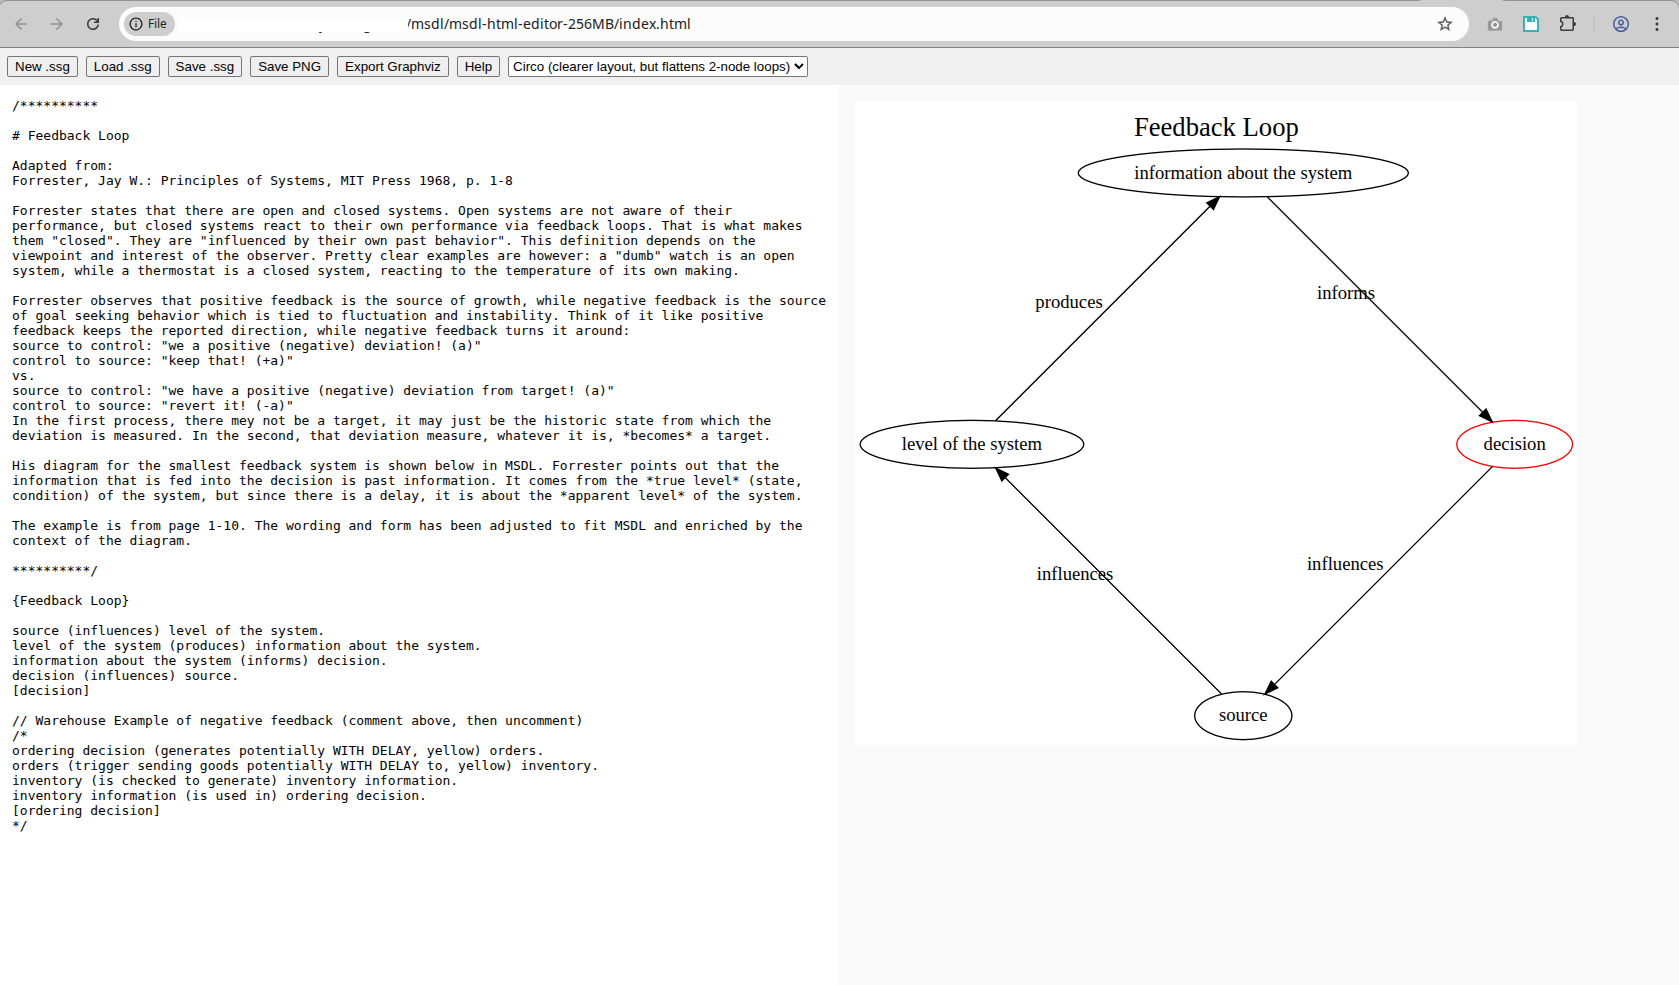 File
/msdl/msdl-html-editor-256MB/index.html
New .ssg Load .ssg Save .ssg Save PNG Export Graphviz Help Circo (clearer layout, but flattens 2-node loops)
/**********
# Feedback Loop
Adapted from:
Forrester, Jay W.: Principles of Systems, MIT Press 1968, p. 1-8
Forrester states that there are open and closed systems. Open systems are not aware of their
performance, but closed systems react to their own performance via feedback loops. That is what makes
them "closed". They are "influenced by their own past behavior". This definition depends on the
viewpoint and interest of the observer. Pretty clear examples are however: a "dumb" watch is an open
system, while a thermostat is a closed system, reacting to the temperature of its own making.
Forrester observes that positive feedback is the source of growth, while negative feedback is the source
of goal seeking behavior which is tied to fluctuation and instability. Think of it like positive
feedback keeps the reported direction, while negative feedback turns it around:
source to control: "we a positive (negative) deviation! (a)"
control to source: "keep that! (+a)"
vs.
source to control: "we have a positive (negative) deviation from target! (a)"
control to source: "revert it! (-a)"
In the first process, there mey not be a target, it may just be the historic state from which the
deviation is measured. In the second, that deviation measure, whatever it is, *becomes* a target.
His diagram for the smallest feedback system is shown below in MSDL. Forrester points out that the
information that is fed into the decision is past information. It comes from the *true level* (state,
condition) of the system, but since there is a delay, it is about the *apparent level* of the system.
The example is from page 1-10. The wording and form has been adjusted to fit MSDL and enriched by the
context of the diagram.
**********/
{Feedback Loop}
source (influences) level of the system.
level of the system (produces) information about the system.
information about the system (informs) decision.
decision (influences) source.
[decision]
// Warehouse Example of negative feedback (comment above, then uncomment)
/*
ordering decision (generates potentially WITH DELAY, yellow) orders.
orders (trigger sending goods potentially WITH DELAY to, yellow) inventory.
inventory (is checked to generate) inventory information.
inventory information (is used in) ordering decision.
[ordering decision]
*/
Feedback Loop
information about the system
produces
informs
level of the system
decision
influences
influences
source